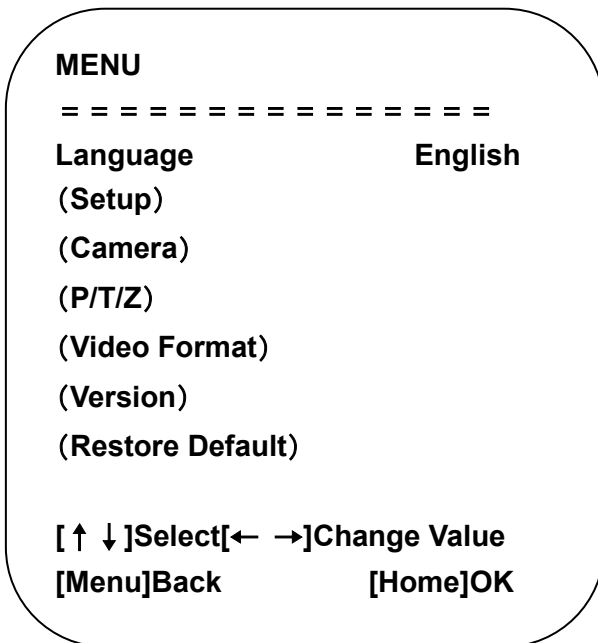 MENU
= = = = = = = = = = = = = = =
Language English
（Setup）
（Camera）
（P/T/Z）
（Video Format）
（Version）
（Restore Default）
[↑↓]Select[← →]Change Value
[Menu]Back [Home]OK